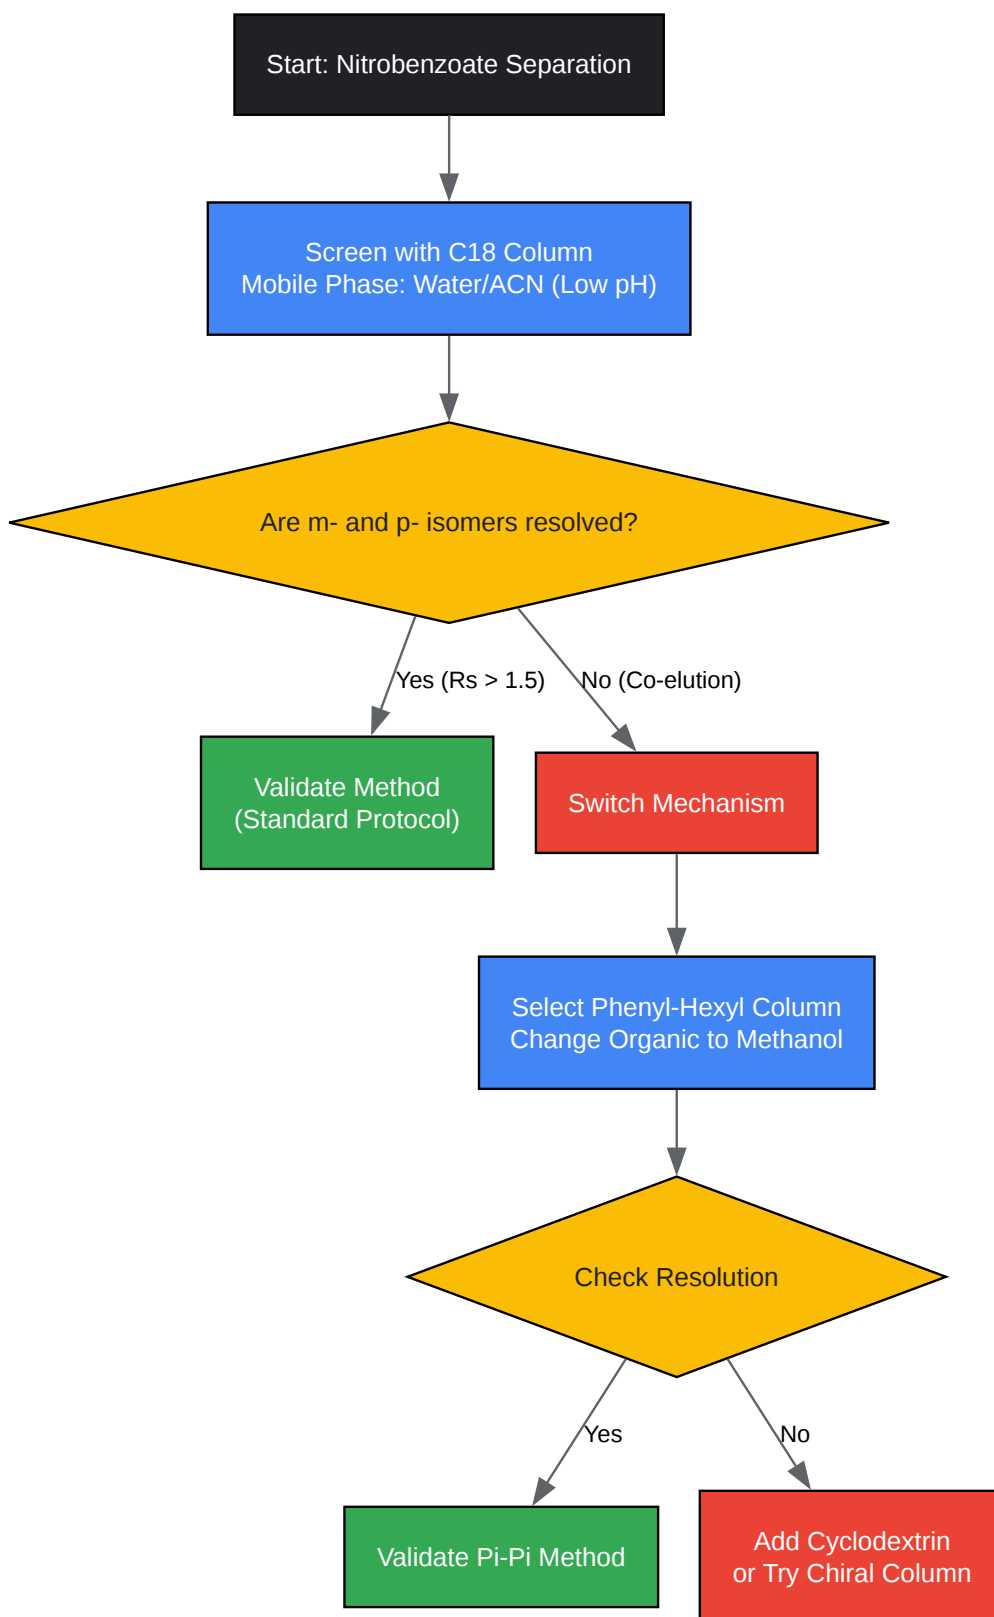 Start: Nitrobenzoate Separation
Screen with C18 Column
Mobile Phase: Water/ACN (Low pH)
Are m- and p- isomers resolved?
Yes (Rs > 1.5)
No (Co-elution)
Validate Method
(Standard Protocol)
Switch Mechanism
Select Phenyl-Hexyl Column
Change Organic to Methanol
Check Resolution
Yes
No
Validate Pi-Pi Method
Add Cyclodextrin
or Try Chiral Column